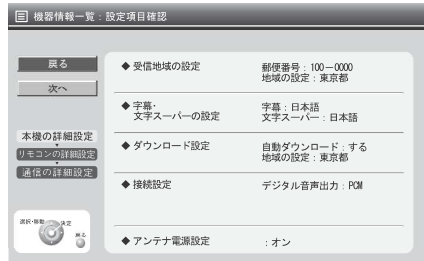 機器情報一覧：設定項目確認
戻る
次へ
本機の詳細設定
リモコンの詳細設定
通信の詳細設定
選択・移動 決定
戻る
◆ 受信地域の設定 郵便番号：100－0000
地域の設定：東京都
◆ 字幕・
文字スーパーの設定 字幕：日本語
文字スーパー：日本語
◆ ダウンロード設定 自動ダウンロード：する
地域の設定：東京都
◆ 接続設定 デジタル音声出力：PCM
◆ アンテナ電源設定 ：オン